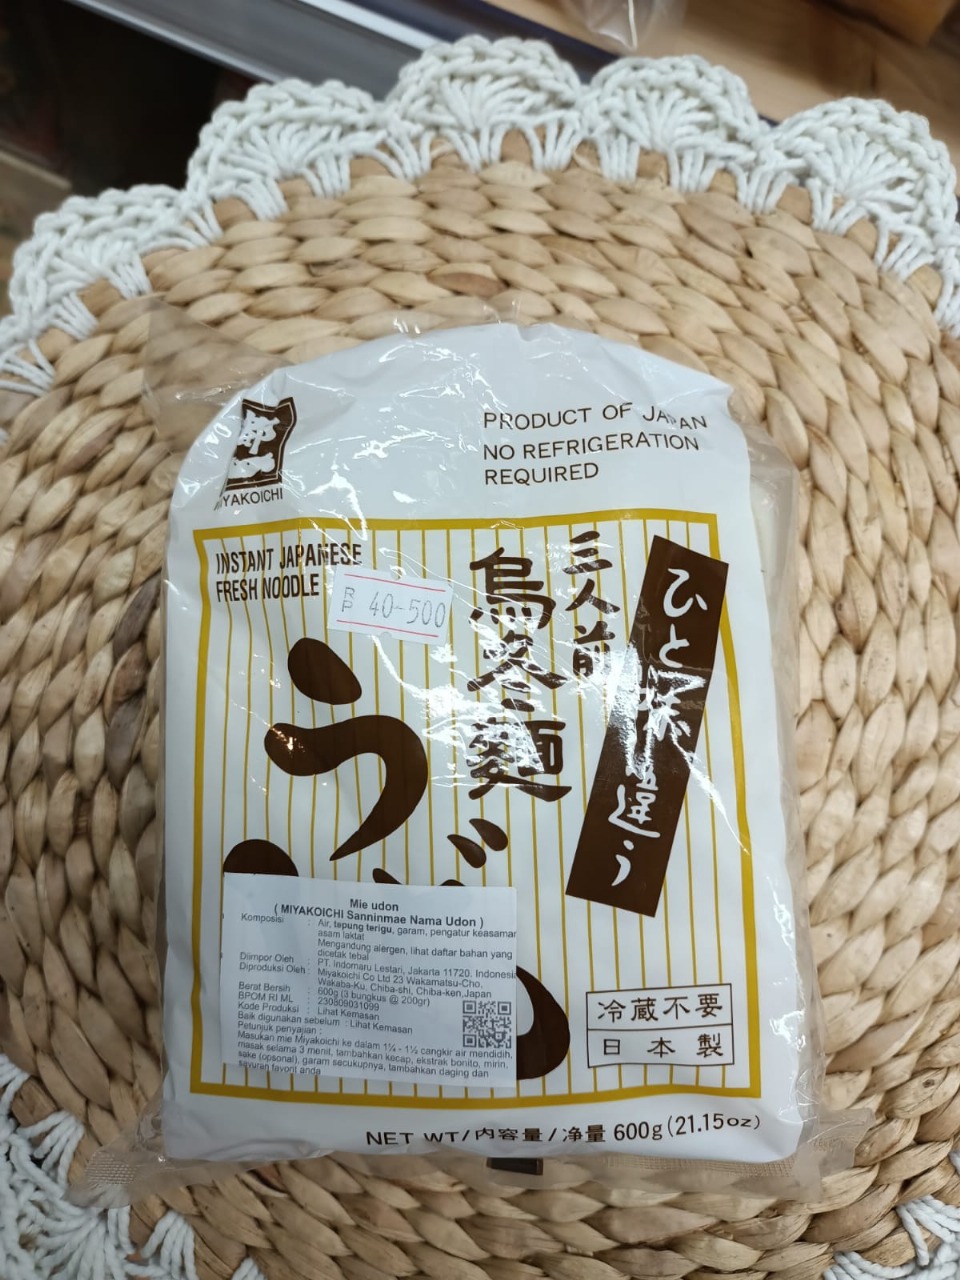 都一
MIYAKOICHI
PRODUCT OF JAPAN
NO REFRIGERATION
REQUIRED
INSTANT JAPANESE
FRESH NOODLE
RP 40-500
ひと味違う
三人前
烏冬麺
う
Mie udon
( MIYAKOICHI Sanninmae Nama Udon )
Komposisi : Air, tepung terigu, garam, pengatur keasaman
asam laktat
Mengandung alergen, lihat daftar bahan yang
dicetak tebal
Diimpor Oleh : PT. Indomaru Lestari, Jakarta 11720. Indonesia
Diproduksi Oleh : Miyakoichi Co Ltd 23 Wakamatsu-Cho,
Wakaba-Ku, Chiba-shi, Chiba-ken,Japan
Berat Bersih : 600g (3 bungkus @ 200gr)
BPOM RI ML : 230809031099
Kode Produksi : Lihat Kemasan
Baik digunakan sebelum : Lihat Kemasan
Petunjuk penyajian :
Masukan mie Miyakoichi ke dalam 1¼ - 1½ cangkir air mendidih,
masak selama 3 menit, tambahkan kecap, ekstrak bonito, mirin,
sake (opsonal), garam secukupnya, tambahkan daging dan
sayuran favorit anda
冷蔵不要
日本製
NET WT/内容量/净量 600g(21.15oz)